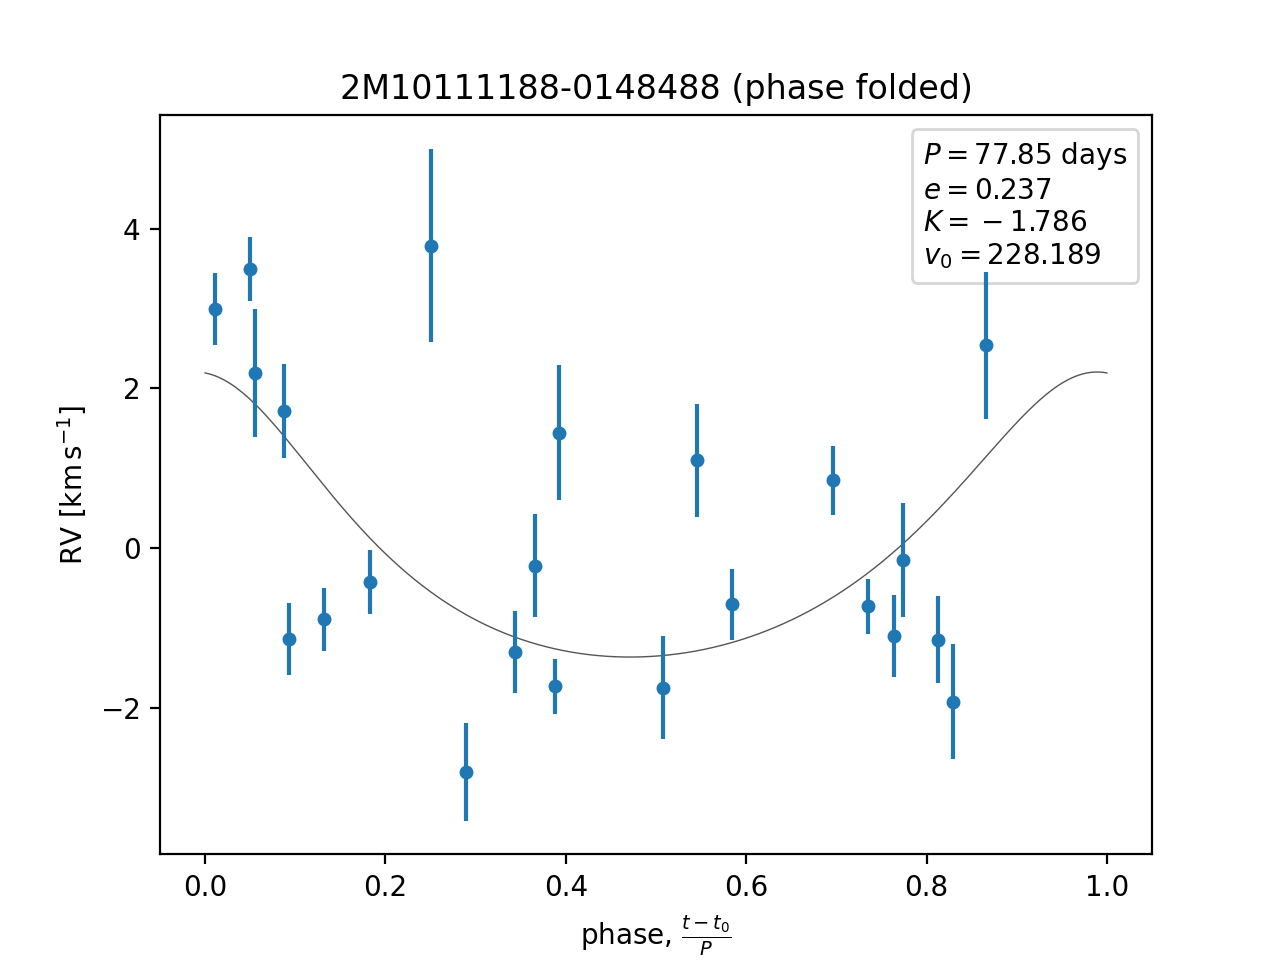 2M10111188-0148488 (phase folded)
P = 77.85 days
e = 0.237
K = −1.786
v₀ = 228.189
RV [km s⁻¹]
4
2
0
−2
0.0 0.2 0.4 0.6 0.8 1.0
phase, (t − t₀)/P